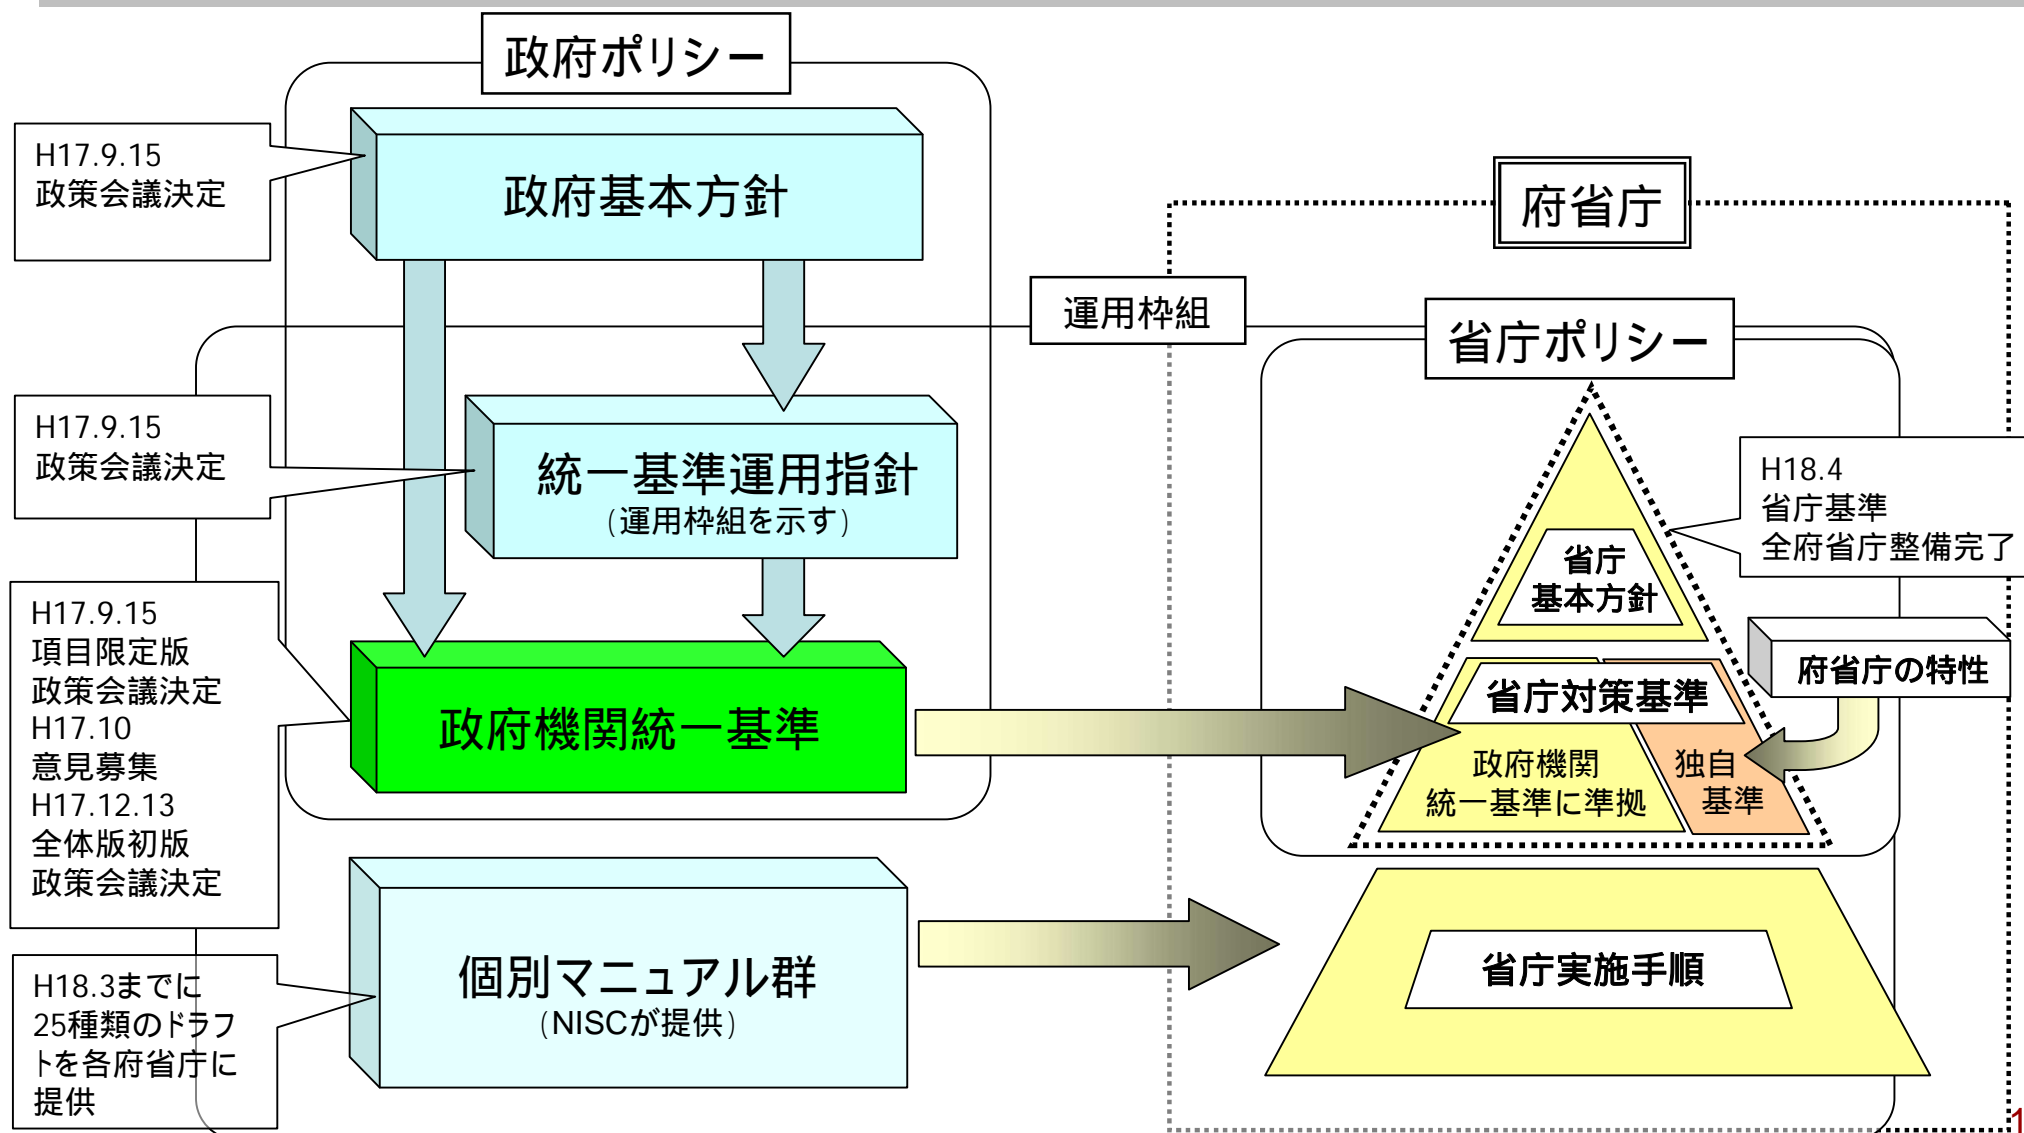 政府ポリシー
H17.9.15
政策会議決定
政府基本方針
府省庁
運用枠組
省庁ポリシー
H17.9.15
政策会議決定
統一基準運用指針
(運用枠組を示す)
H18.4
省庁基準
全府省庁整備完了
省庁
基本方針
H17.9.15
項目限定版
政策会議決定
H17.10
意見募集
H17.12.13
全体版初版
政策会議決定
政府機関統一基準
省庁対策基準
府省庁の特性
政府機関
統一基準に準拠
独自
基準
H18.3までに
25種類のドラフ
トを各府省庁に
提供
個別マニュアル群
(NISCが提供)
省庁実施手順
1